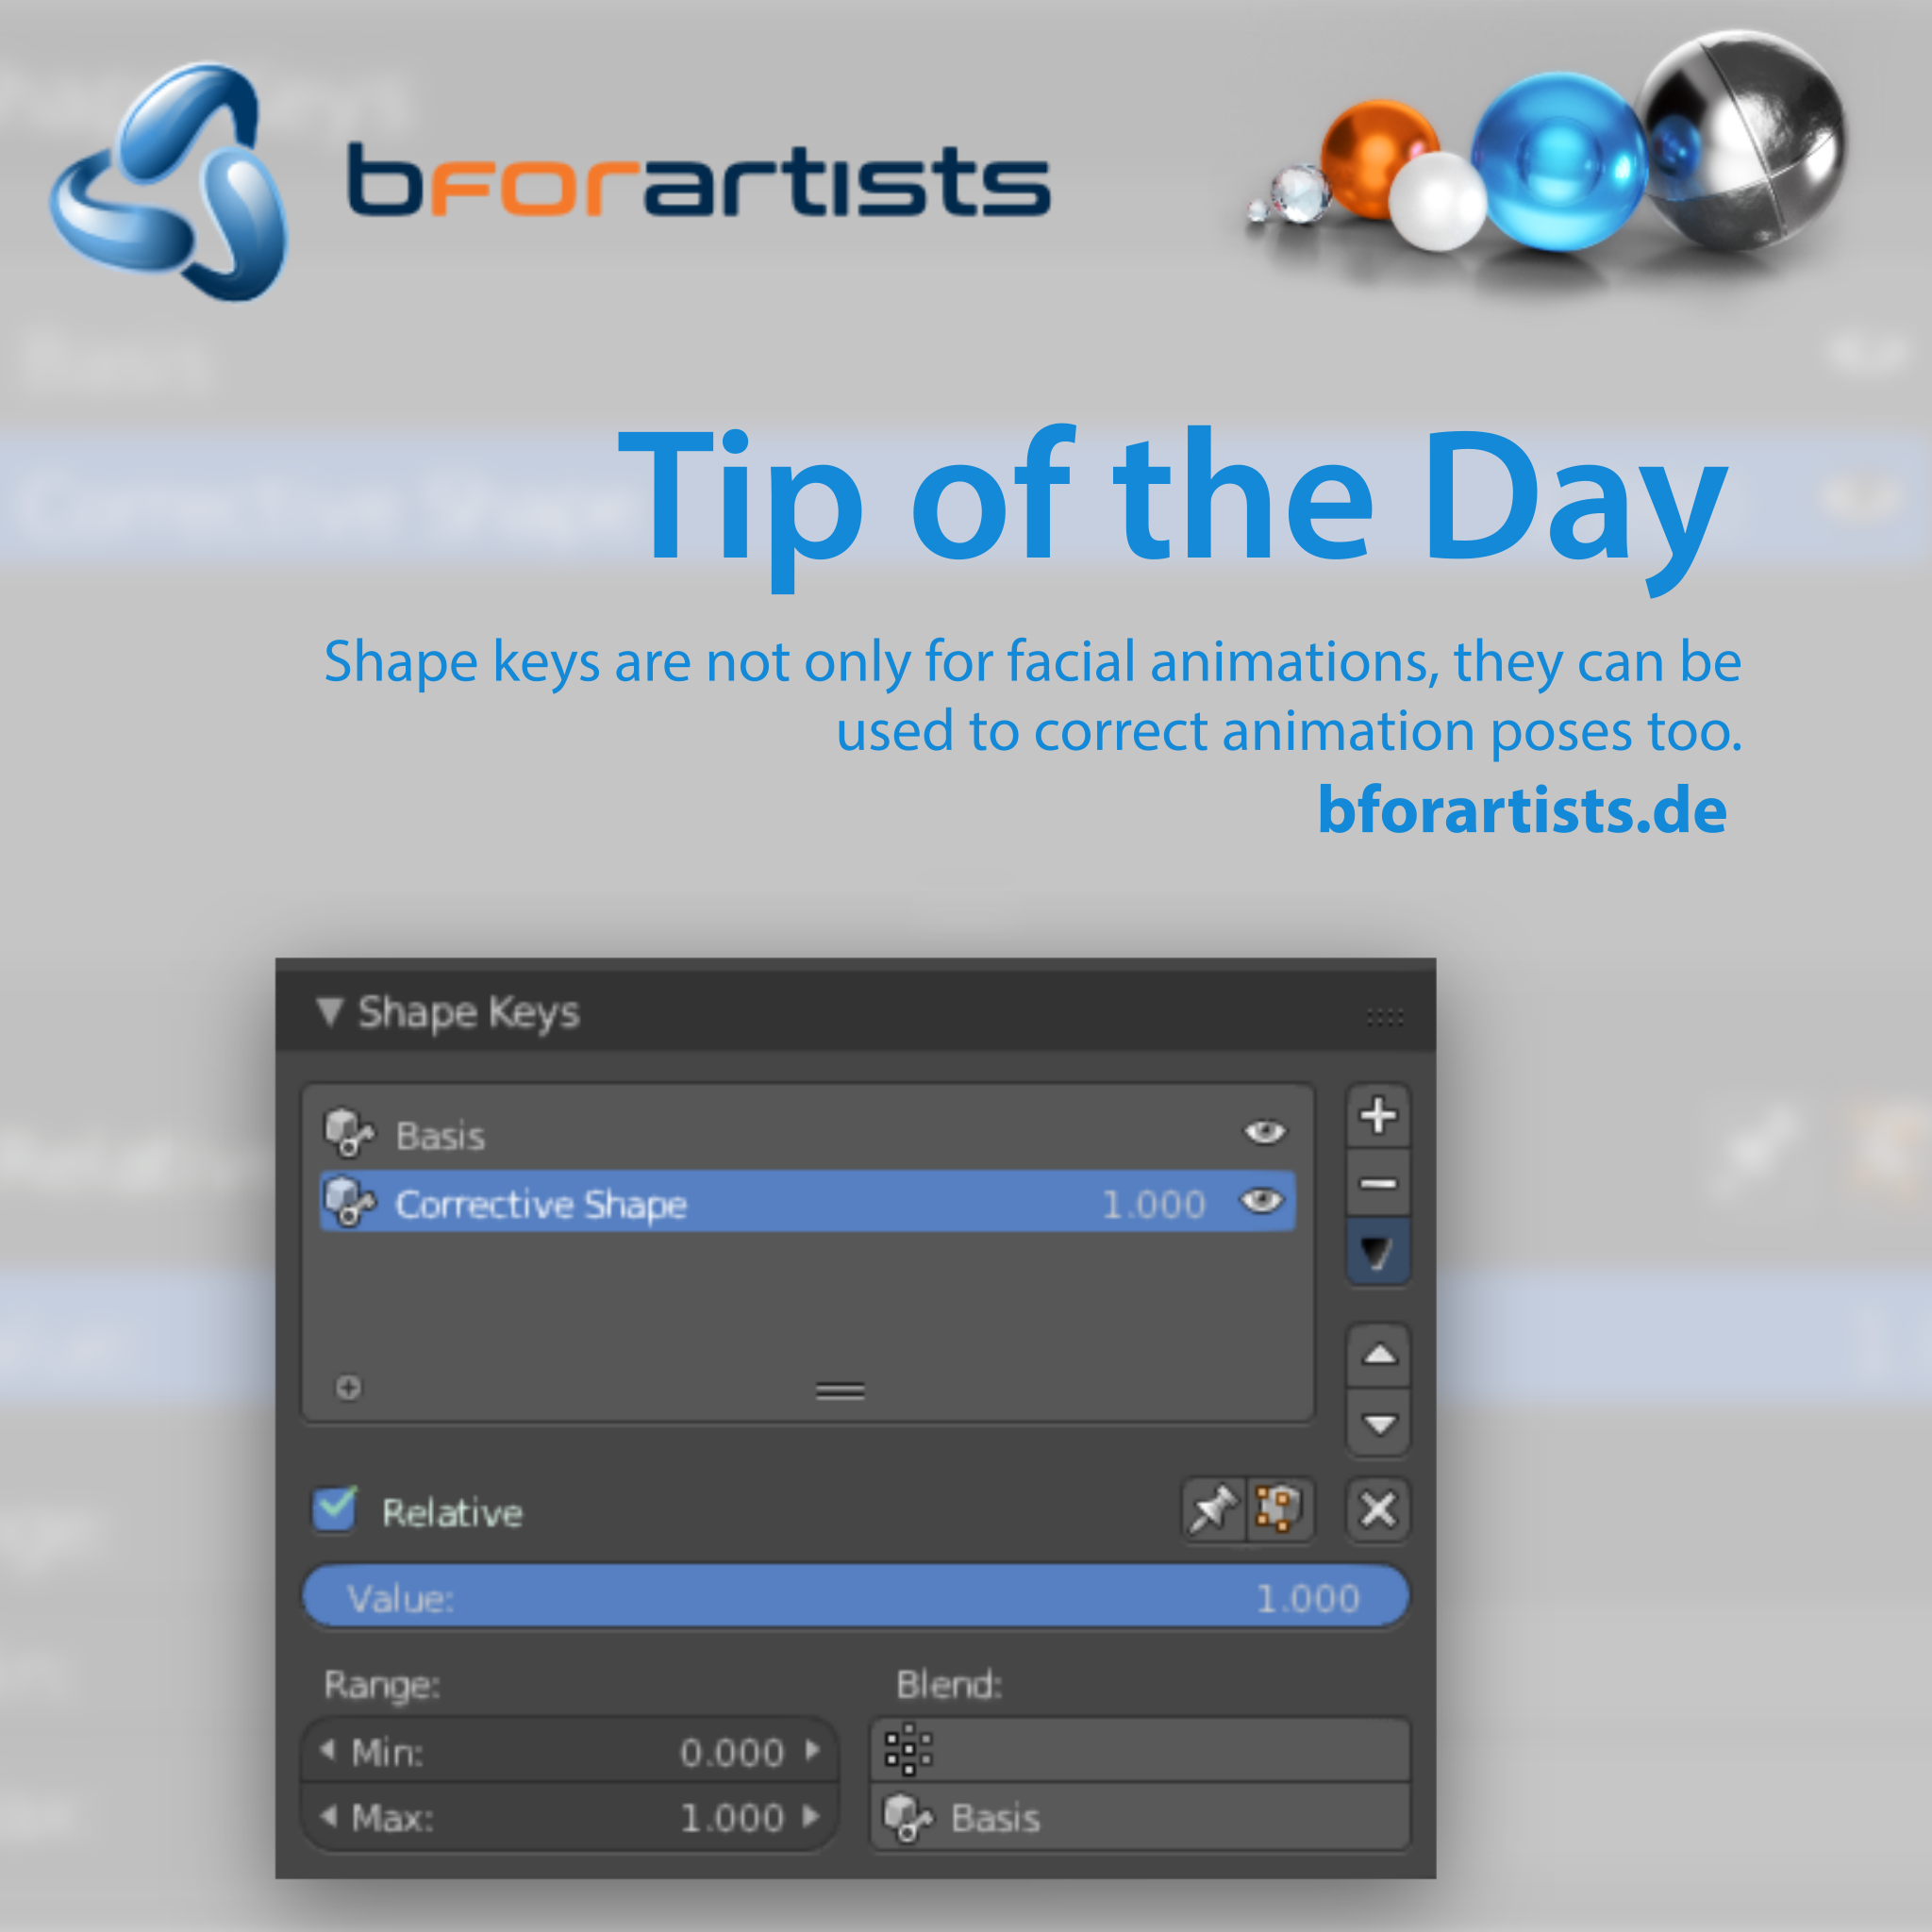 bforartists
Tip of the Day
Shape keys are not only for facial animations, they can be
used to correct animation poses too.
bforartists.de
Shape Keys
Basis
Corrective Shape 1.000
Relative
Value: 1.000
Range: Blend:
Min: 0.000
Max: 1.000 Basis